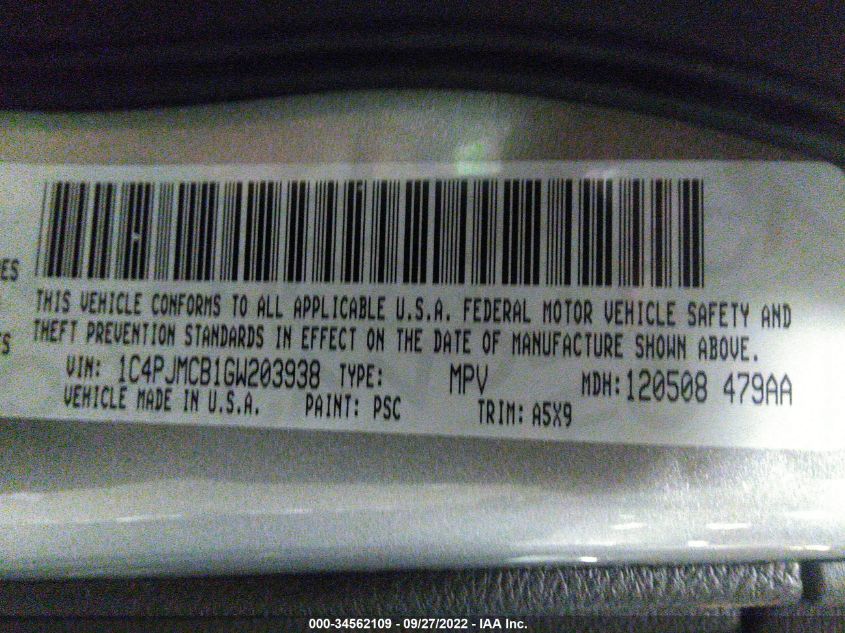 ES
THIS VEHICLE CONFORMS TO ALL APPLICABLE U.S.A. FEDERAL MOTOR VEHICLE SAFETY AND
S THEFT PREVENTION STANDARDS IN EFFECT ON THE DATE OF MANUFACTURE SHOWN ABOVE.
VIN: 1C4PJMCB1GW203938 TYPE: MPV MDH:120508 479AA
VEHICLE MADE IN U.S.A. PAINT: PSC TRIM: A5X9
000-34562109 - 09/27/2022 - IAA Inc.